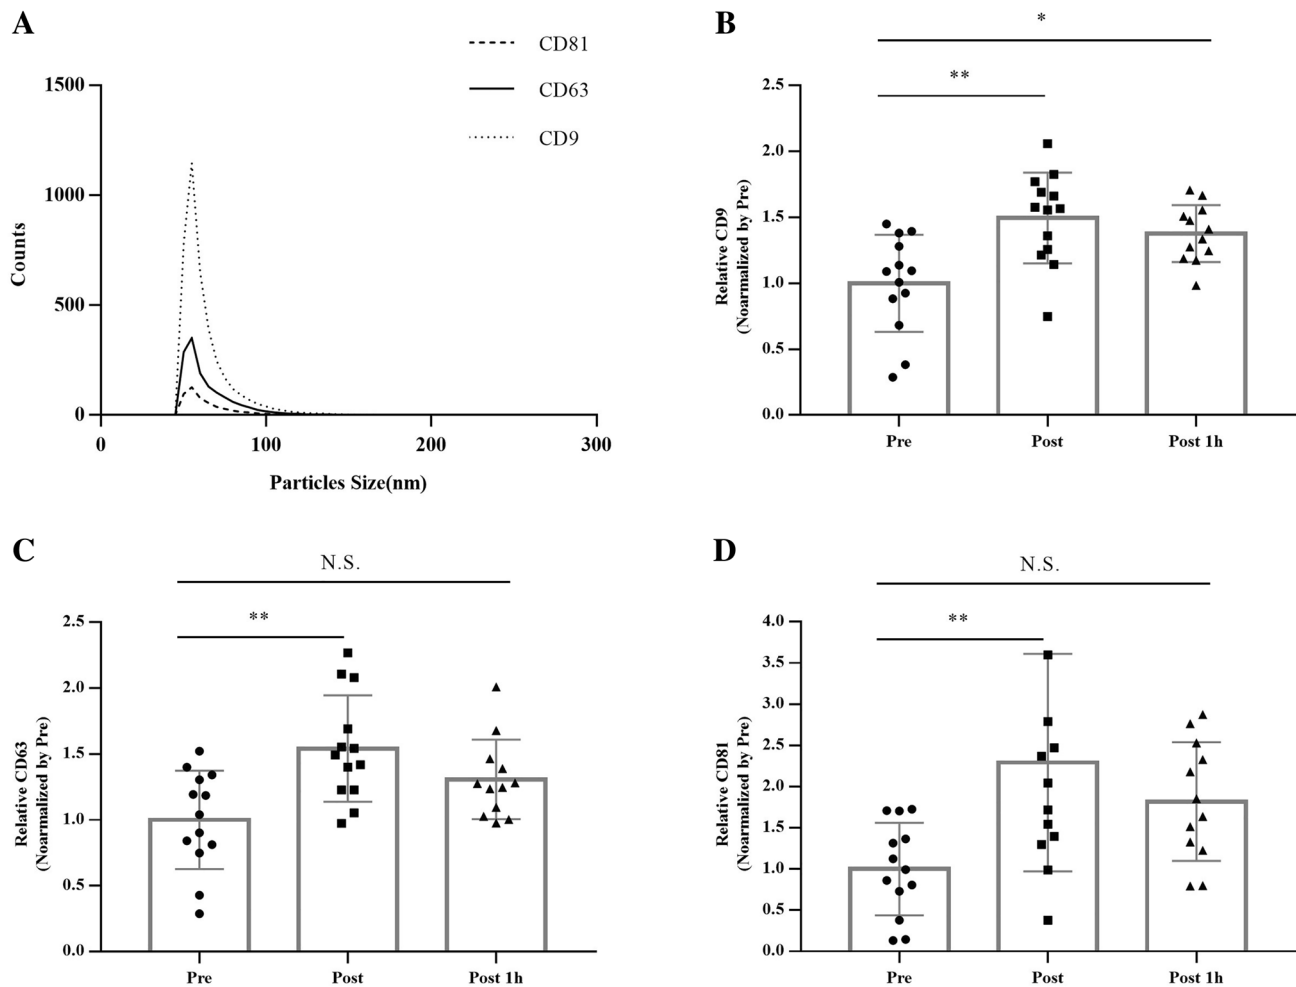 A
CD81
CD63
CD9
1500
1000
500
0
Counts
0 100 200 300
Particles Size(nm)
B
*
**
2.5
2.0
1.5
1.0
0.5
0.0
Relative CD9
(Noarmalized by Pre)
Pre Post Post 1h
C
N.S.
**
2.5
2.0
1.5
1.0
0.5
0.0
Relative CD63
(Noarmalized by Pre)
Pre Post Post 1h
D
N.S.
**
4.0
3.5
3.0
2.5
2.0
1.5
1.0
0.5
0.0
Relative CD81
(Noarmalized by Pre)
Pre Post Post 1h